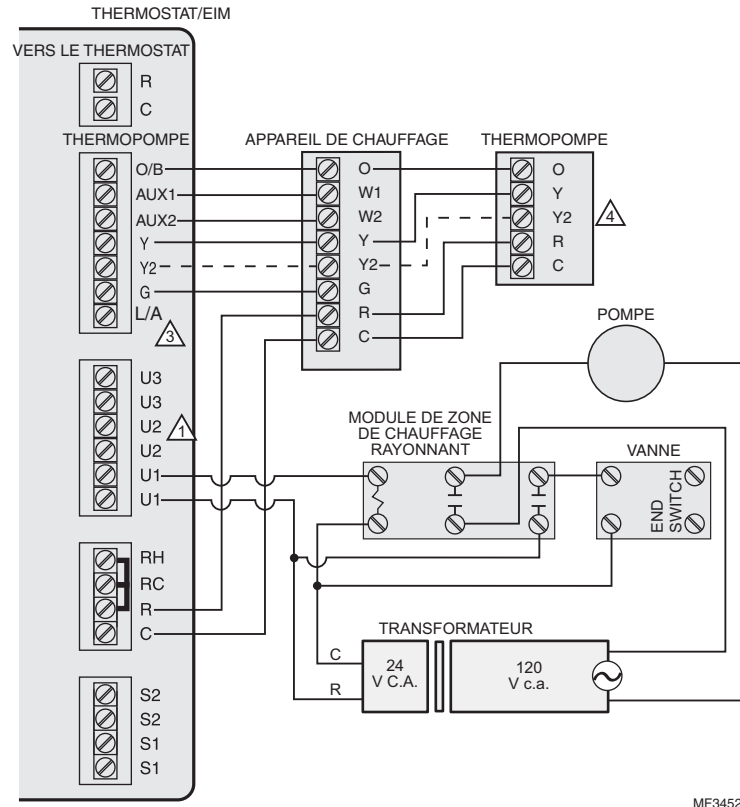 THERMOSTAT/EIM
VERS LE THERMOSTAT
R
C
THERMOPOMPE
O/B
AUX1
AUX2
Y
Y2
G
L/A
3
APPAREIL DE CHAUFFAGE
O
W1
W2
Y
Y2
G
R
C
THERMOPOMPE
O
Y
Y2
R
C
4
U3
U3
U2
U2
U1
U1
1
POMPE
MODULE DE ZONE
DE CHAUFFAGE
RAYONNANT
VANNE
END
SWITCH
RH
RC
R
C
TRANSFORMATEUR
C
R
24
V C.A.
120
V c.a.
S2
S2
S1
S1